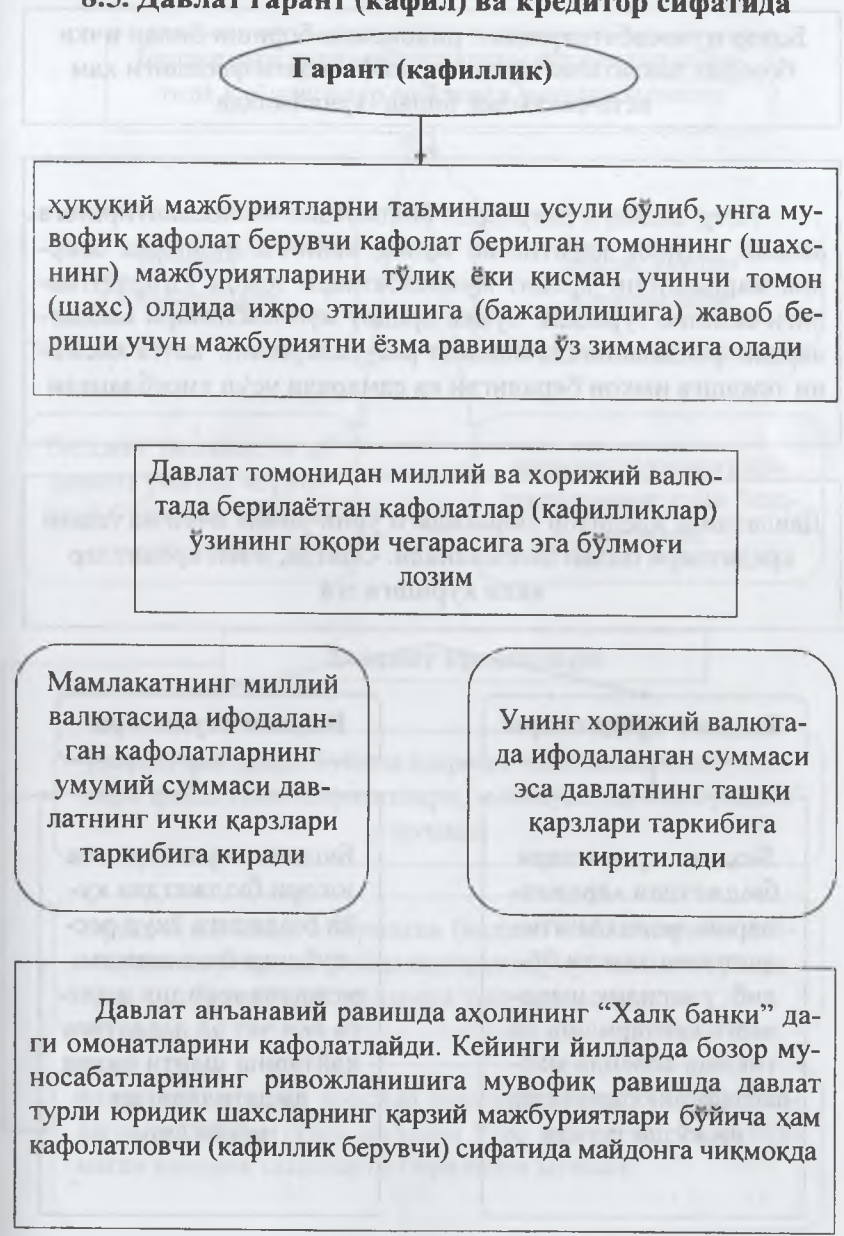 8.3. Давлат гарант (кафил) ва кредитор сифатида
Гарант (кафиллик)
ҳуқуқий мажбуриятларни таъминлаш усули бўлиб, унга му-
вофиқ кафолат берувчи кафолат берилган томоннинг (шахс-
нинг) мажбуриятларини тўлиқ ёки қисман учинчи томон
(шахс) олдида ижро этилишига (бажарилишига) жавоб бе-
риши учун мажбуриятни ёзма равишда ўз зиммасига олади
Давлат томонидан миллий ва хорижий валю-
тада берилаётган кафолатлар (кафилликлар)
ўзининг юқори чегарасига эга бўлмоғи
лозим
Мамлакатнинг миллий
валютасида ифодалан-
ган кафолатларнинг
умумий суммаси дав-
латнинг ички қарзлари
таркибига киради
Унинг хорижий валюта-
да ифодаланган суммаси
эса давлатнинг ташқи
қарзлари таркибига
киритилади
Давлат анъанавий равишда аҳолининг “Халқ банки” да-
ги омонатларини кафолатлайди. Кейинги йилларда бозор му-
носабатларининг ривожланишига мувофиқ равишда давлат
турли юридик шахсларнинг қарзий мажбуриятлари бўйича ҳам
кафолатловчи (кафиллик берувчи) сифатида майдонга чиқмоқда